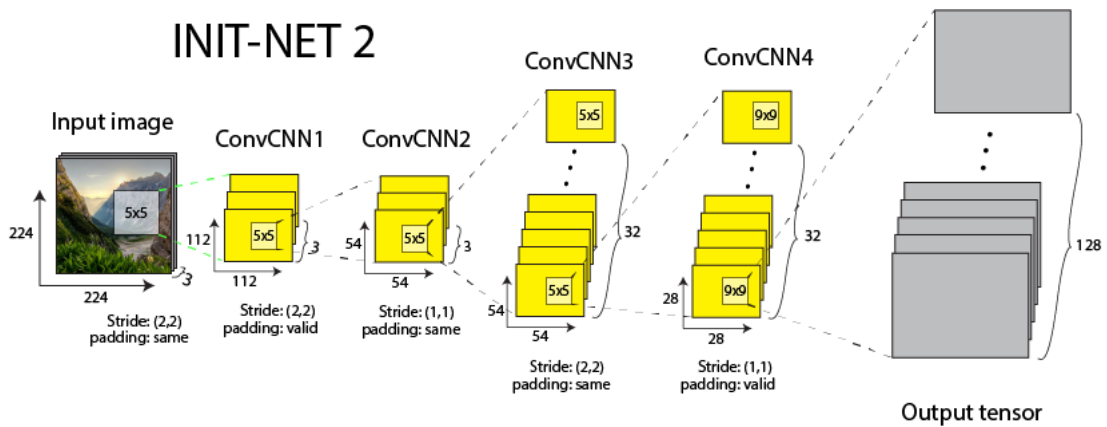 INIT-NET 2
Input image
5x5
224
224
3
Stride: (2,2)
padding: same
ConvCNN1
5x5
112
112
3
Stride: (2,2)
padding: valid
ConvCNN2
5x5
54
54
3
Stride: (1,1)
padding: same
ConvCNN3
5x5
32
5x5
54
54
Stride: (2,2)
padding: same
ConvCNN4
9x9
32
9x9
28
28
Stride: (1,1)
padding: valid
128
Output tensor